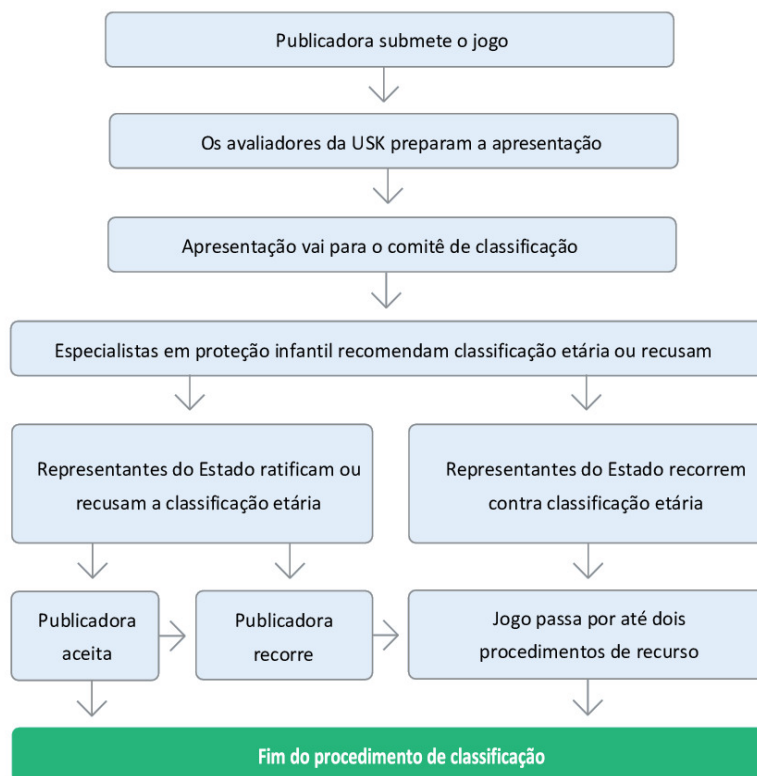 Publicadora submete o jogo
Os avaliadores da USK preparam a apresentação
Apresentação vai para o comitê de classificação
Especialistas em proteção infantil recomendam classificação etária ou recusam
Representantes do Estado ratificam ou
recusam a classificação etária
Representantes do Estado recorrem
contra classificação etária
Publicadora
aceita
Publicadora
recorre
Jogo passa por até dois
procedimentos de recurso
Fim do procedimento de classificação